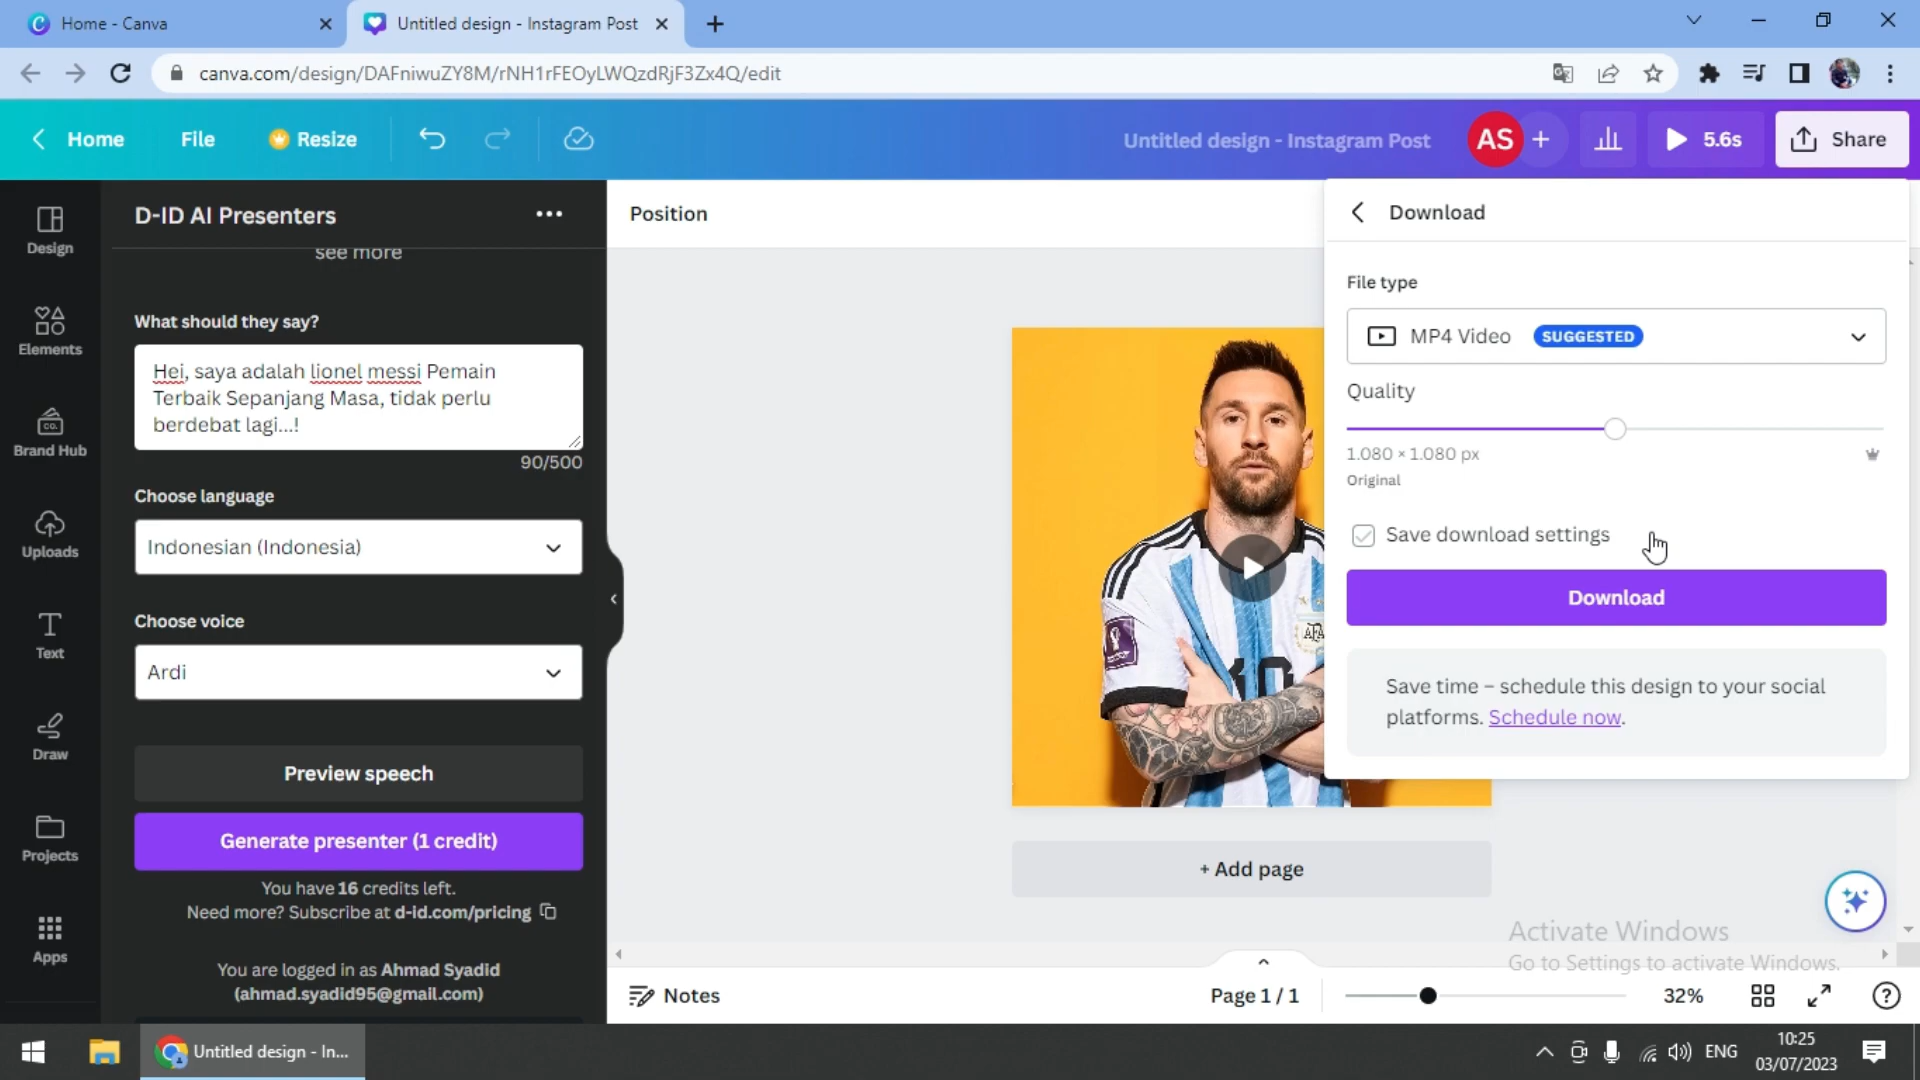 Home - Canva
Untitled design - Instagram Post
canva.com/design/DAFniwuZY8M/rNH1rFEOyLWQzdRjF3Zx4Q/edit
Home
File
Resize
Untitled design - Instagram Post
AS
5.6s
Share
Design
Elements
Brand Hub
Uploads
Text
Draw
Projects
Apps
D-ID AI Presenters
see more
What should they say?
Hei, saya adalah lionel messi Pemain
Terbaik Sepanjang Masa, tidak perlu
berdebat lagi...!
90/500
Choose language
Indonesian (Indonesia)
Choose voice
Ardi
Preview speech
Generate presenter (1 credit)
You have 16 credits left.
Need more? Subscribe at d-id.com/pricing
You are logged in as Ahmad Syadid
(ahmad.syadid95@gmail.com)
Position
AFA
10
+ Add page
Download
File type
MP4 Video SUGGESTED
Quality
1.080 × 1.080 px
Original
Save download settings
Download
Save time – schedule this design to your social
platforms. Schedule now.
Activate Windows
Go to Settings to activate Windows.
Notes
Page 1 / 1
32%
Untitled design - In...
ENG
10:25
03/07/2023